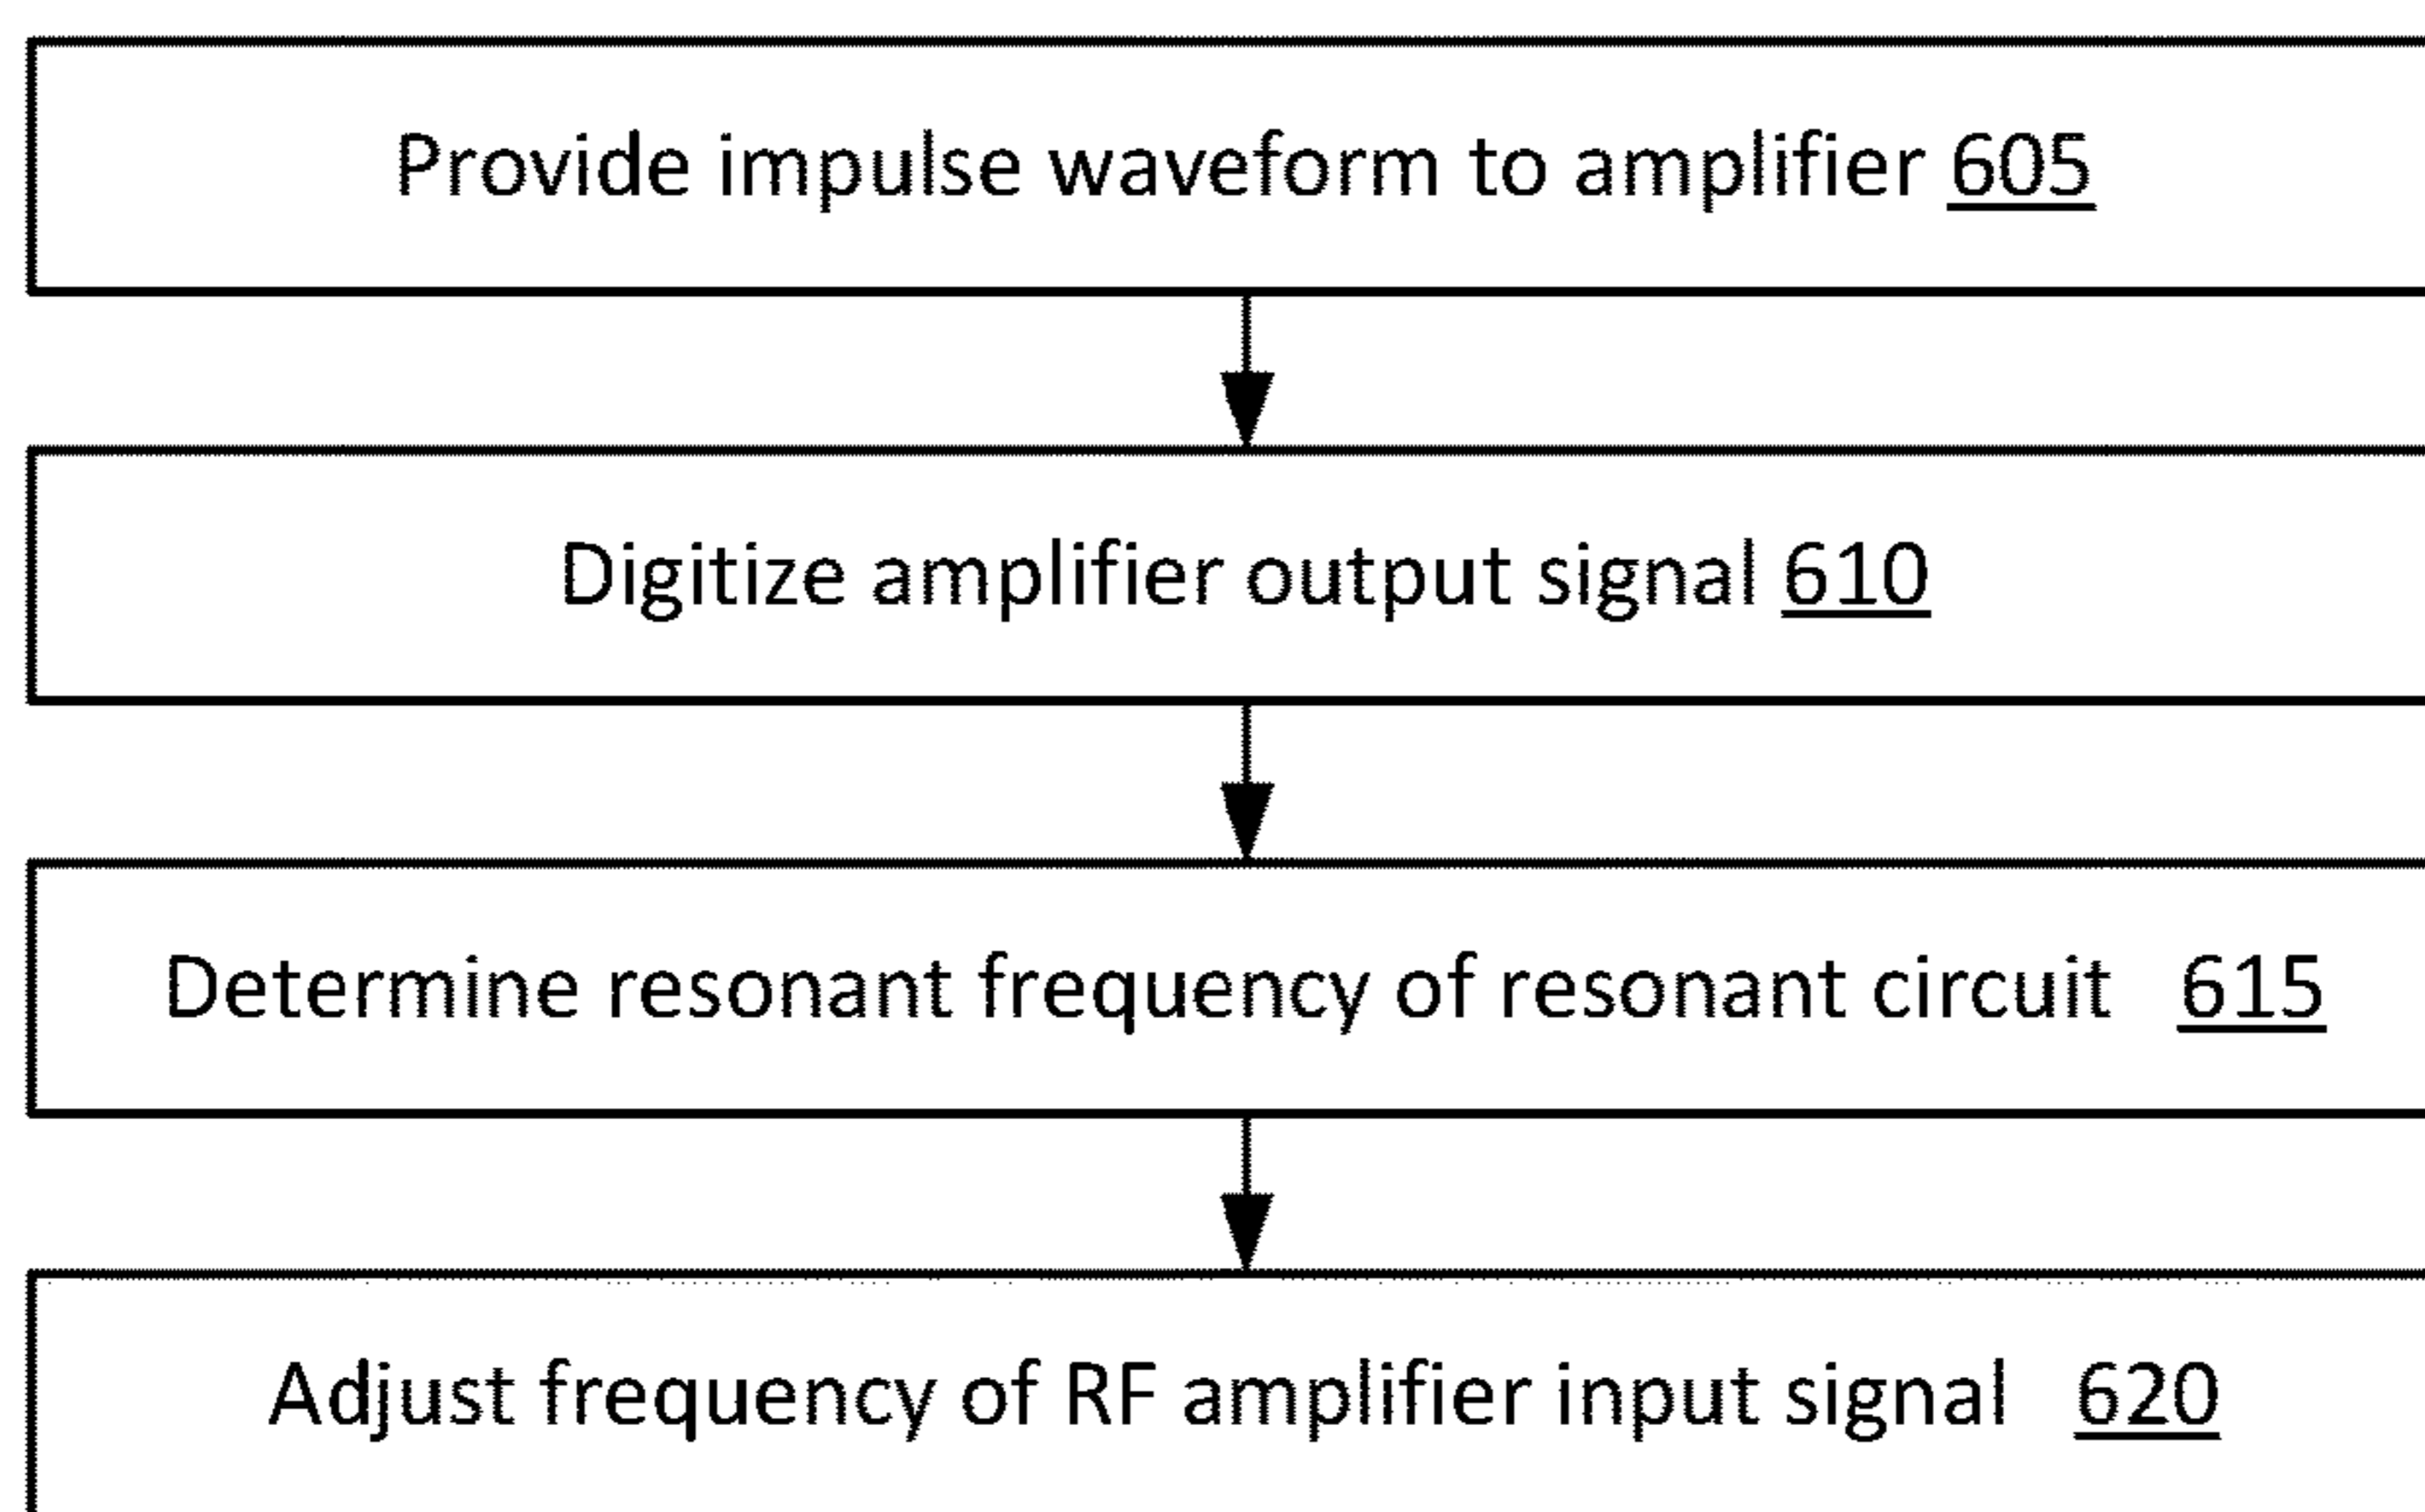 Provide impulse waveform to amplifier 605
Digitize amplifier output signal 610
Determine resonant frequency of resonant circuit 615
Adjust frequency of RF amplifier input signal 620